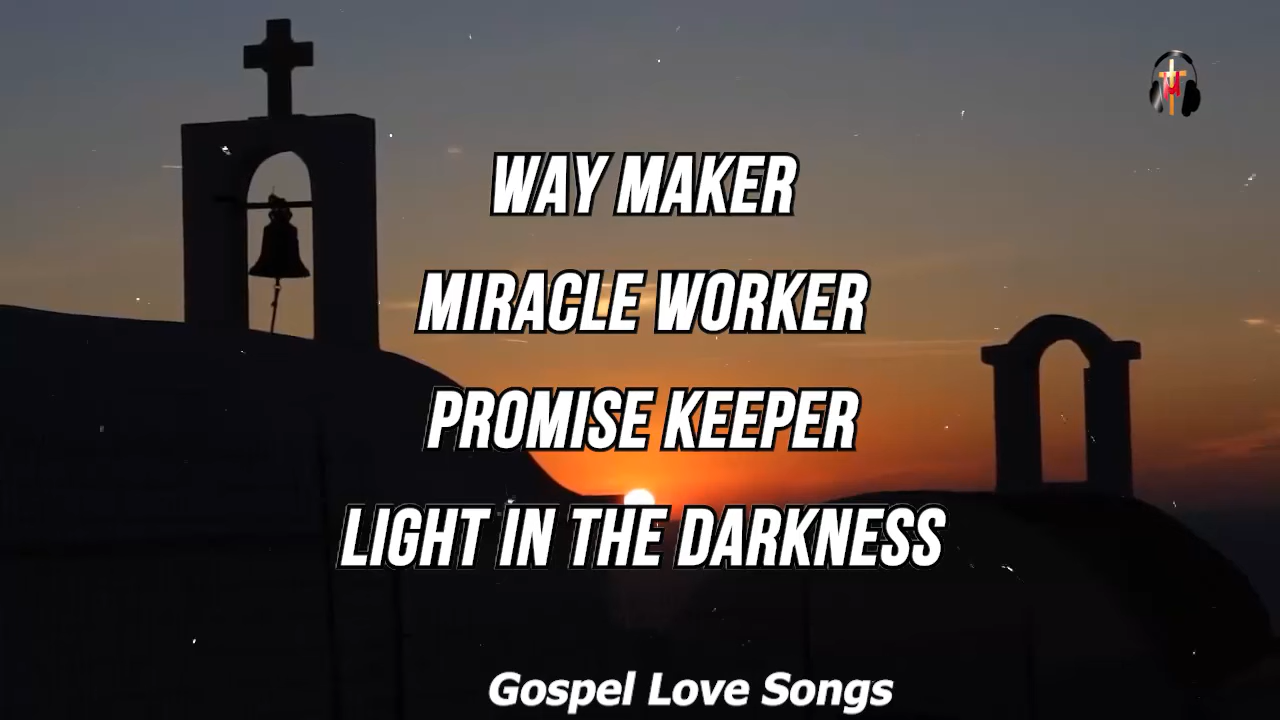 WAY MAKER
MIRACLE WORKER
PROMISE KEEPER
LIGHT IN THE DARKNESS
Gospel Love Songs